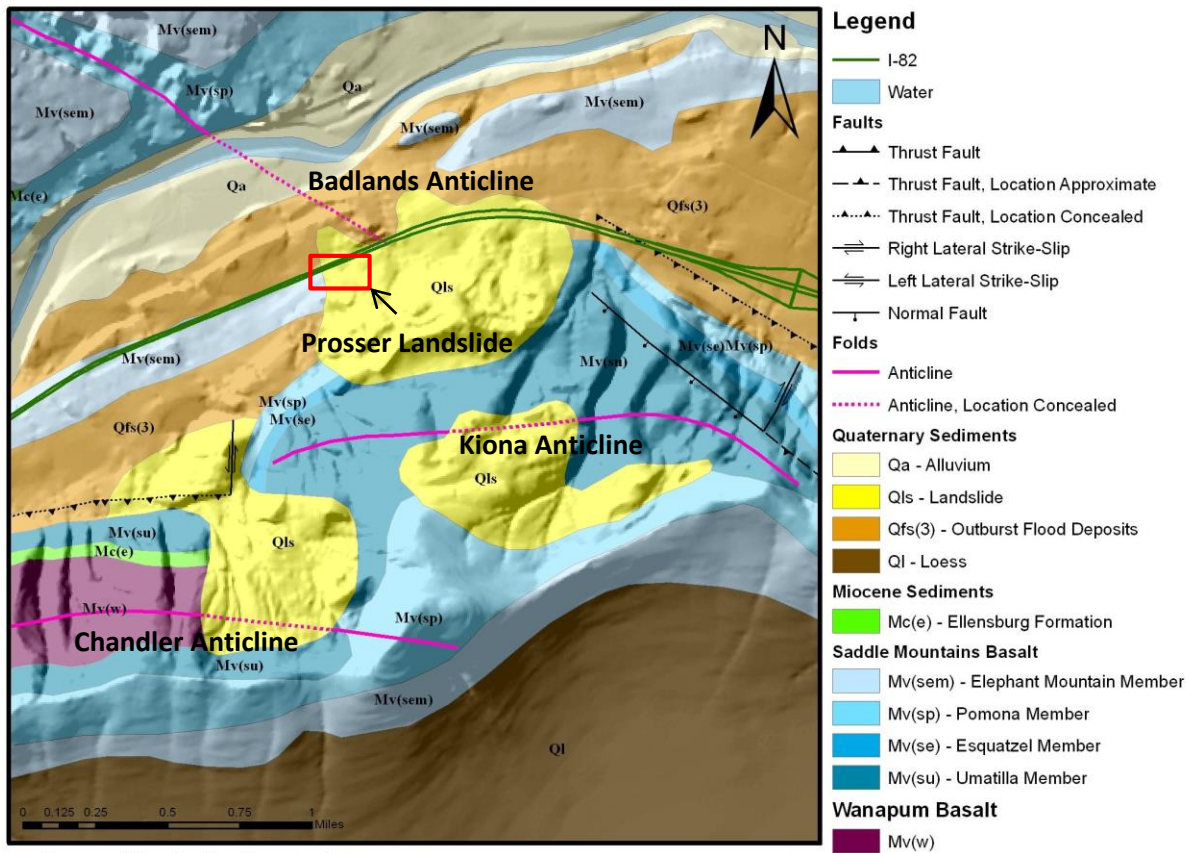 Mv(sem)
N
Mv(sp)
Qa
Mv(sem)
Mv(sem)
Mv(sem)
Mc(e)
Qa
Badlands Anticline
Qfs(3)
Qls
Prosser Landslide
Mv(sem)
Mv(su)
Mv(se)Mv(sp)
Mv(sp)
Mv(se)
Qfs(3)
Kiona Anticline
Qls
Mv(su)
Qls
Mc(e)
Mv(w)
Mv(sp)
Chandler Anticline
Mv(su)
Mv(sem)
Ql
0 0.125 0.25 0.5 0.75 1
Miles
Legend
I-82
Water
Faults
Thrust Fault
Thrust Fault, Location Approximate
Thrust Fault, Location Concealed
Right Lateral Strike-Slip
Left Lateral Strike-Slip
Normal Fault
Folds
Anticline
Anticline, Location Concealed
Quaternary Sediments
Qa - Alluvium
Qls - Landslide
Qfs(3) - Outburst Flood Deposits
Ql - Loess
Miocene Sediments
Mc(e) - Ellensburg Formation
Saddle Mountains Basalt
Mv(sem) - Elephant Mountain Member
Mv(sp) - Pomona Member
Mv(se) - Esquatzel Member
Mv(su) - Umatilla Member
Wanapum Basalt
Mv(w)